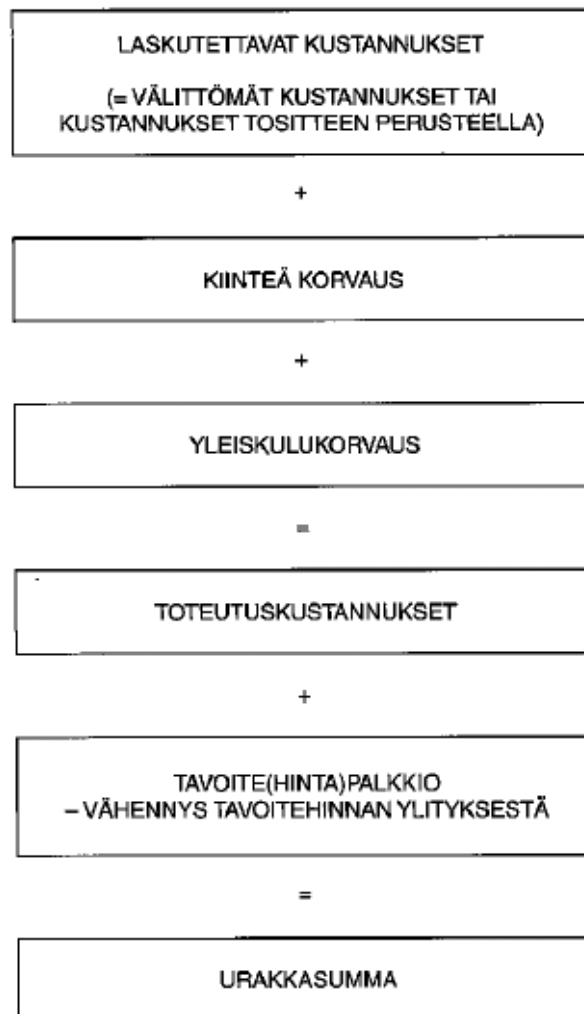 LASKUTETTAVAT KUSTANNUKSET
(= VÄLITTÖMÄT KUSTANNUKSET TAI
KUSTANNUKSET TOSITTEEN PERUSTEELLA)
+
KIINTEÄ KORVAUS
+
YLEISKULUKORVAUS
=
TOTEUTUSKUSTANNUKSET
+
TAVOITE(HINTA)PALKKIO
– VÄHENNYS TAVOITEHINNAN YLITYKSESTÄ
=
URAKKASUMMA